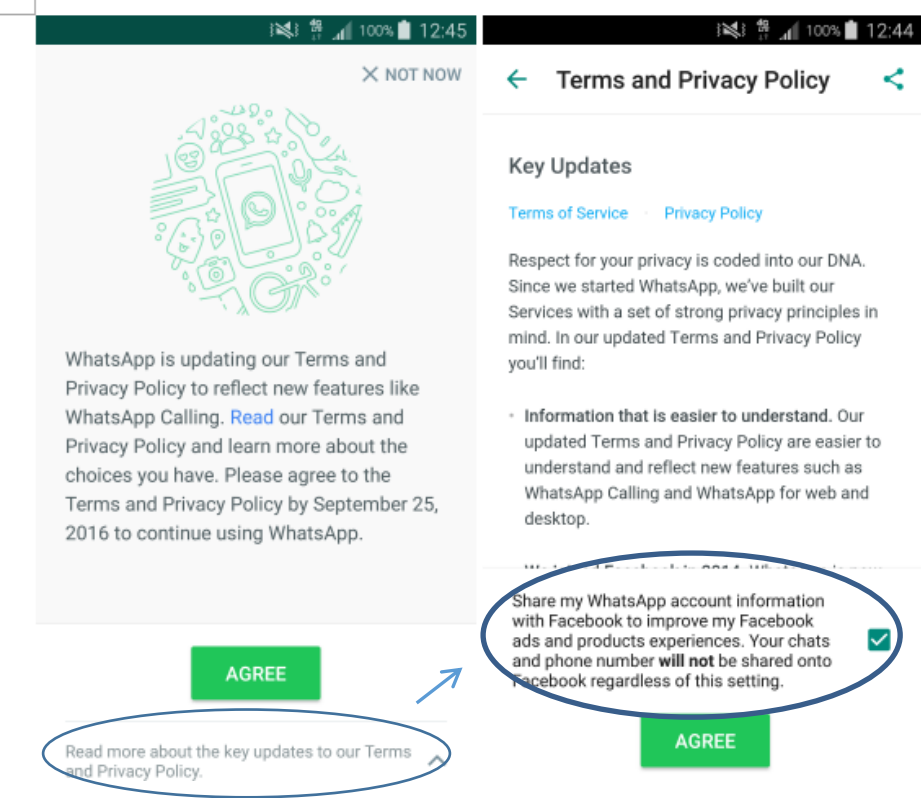 100% 12:45
NOT NOW
WhatsApp is updating our Terms and
Privacy Policy to reflect new features like
WhatsApp Calling. Read our Terms and
Privacy Policy and learn more about the
choices you have. Please agree to the
Terms and Privacy Policy by September 25,
2016 to continue using WhatsApp.
AGREE
Read more about the key updates to our Terms
and Privacy Policy.
100% 12:44
Terms and Privacy Policy
Key Updates
Terms of Service · Privacy Policy
Respect for your privacy is coded into our DNA.
Since we started WhatsApp, we've built our
Services with a set of strong privacy principles in
mind. In our updated Terms and Privacy Policy
you'll find:
• Information that is easier to understand. Our
updated Terms and Privacy Policy are easier to
understand and reflect new features such as
WhatsApp Calling and WhatsApp for web and
desktop.
Share my WhatsApp account information
with Facebook to improve my Facebook
ads and products experiences. Your chats
and phone number will not be shared onto
Facebook regardless of this setting.
AGREE